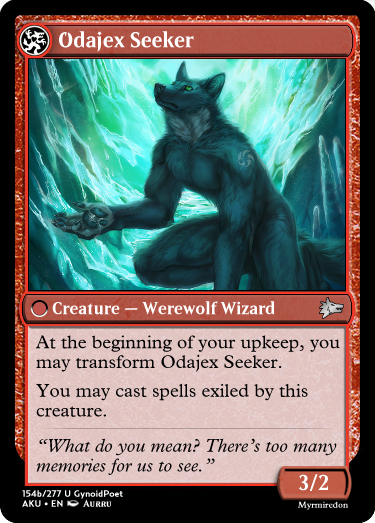 Odajex Seeker
Creature — Werewolf Wizard
At the beginning of your upkeep, you
may transform Odajex Seeker.
You may cast spells exiled by this
creature.
“What do you mean? There's too many
memories for us to see.”
3/2
154b/277 U GynoidPoet
AKU • EN Aurru
Myrmiredon